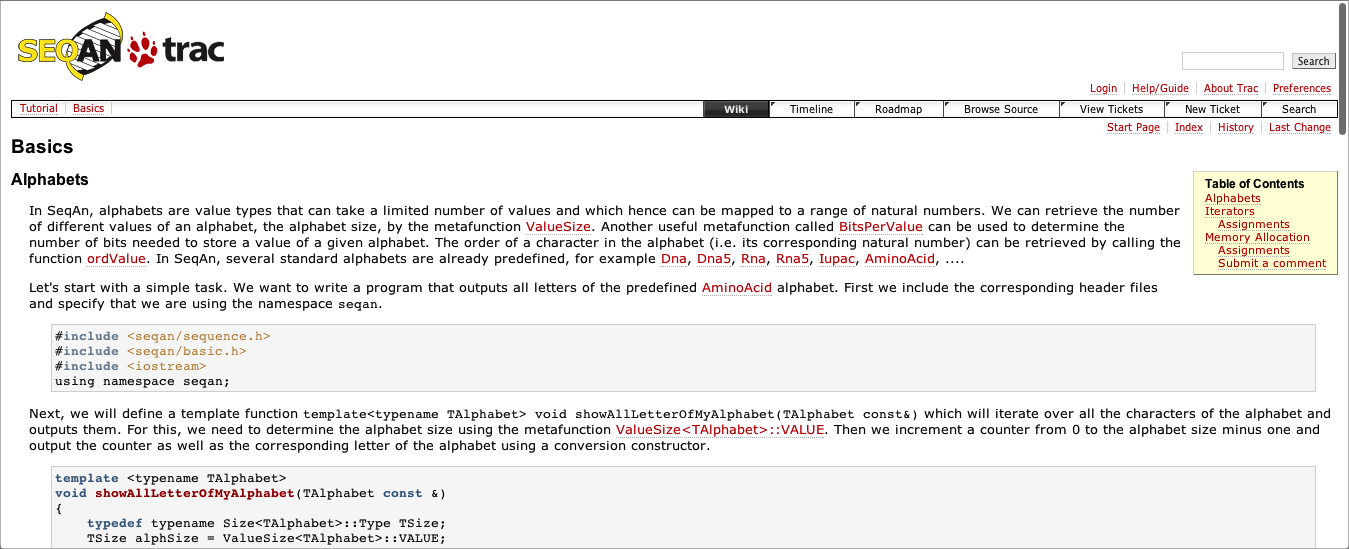 SEQAN trac
Search
Login Help/Guide About Trac Preferences
Tutorial Basics Wiki Timeline Roadmap Browse Source View Tickets New Ticket Search
Start Page Index History Last Change
Basics
Alphabets
Table of Contents
Alphabets
Iterators
Assignments
Memory Allocation
Assignments
Submit a comment
In SeqAn, alphabets are value types that can take a limited number of values and which hence can be mapped to a range of natural numbers. We can retrieve the number
of different values of an alphabet, the alphabet size, by the metafunction ValueSize. Another useful metafunction called BitsPerValue can be used to determine the
number of bits needed to store a value of a given alphabet. The order of a character in the alphabet (i.e. its corresponding natural number) can be retrieved by calling the
function ordValue. In SeqAn, several standard alphabets are already predefined, for example Dna, Dna5, Rna, Rna5, Iupac, AminoAcid, ....
Let's start with a simple task. We want to write a program that outputs all letters of the predefined AminoAcid alphabet. First we include the corresponding header files
and specify that we are using the namespace seqan.
#include <seqan/sequence.h>
#include <seqan/basic.h>
#include <iostream>
using namespace seqan;
Next, we will define a template function template<typename TAlphabet> void showAllLetterOfMyAlphabet(TAlphabet const&) which will iterate over all the characters of the alphabet and
outputs them. For this, we need to determine the alphabet size using the metafunction ValueSize<TAlphabet>::VALUE. Then we increment a counter from 0 to the alphabet size minus one and
output the counter as well as the corresponding letter of the alphabet using a conversion constructor.
template <typename TAlphabet>
void showAllLetterOfMyAlphabet(TAlphabet const &)
{
typedef typename Size<TAlphabet>::Type TSize;
TSize alphSize = ValueSize<TAlphabet>::VALUE;